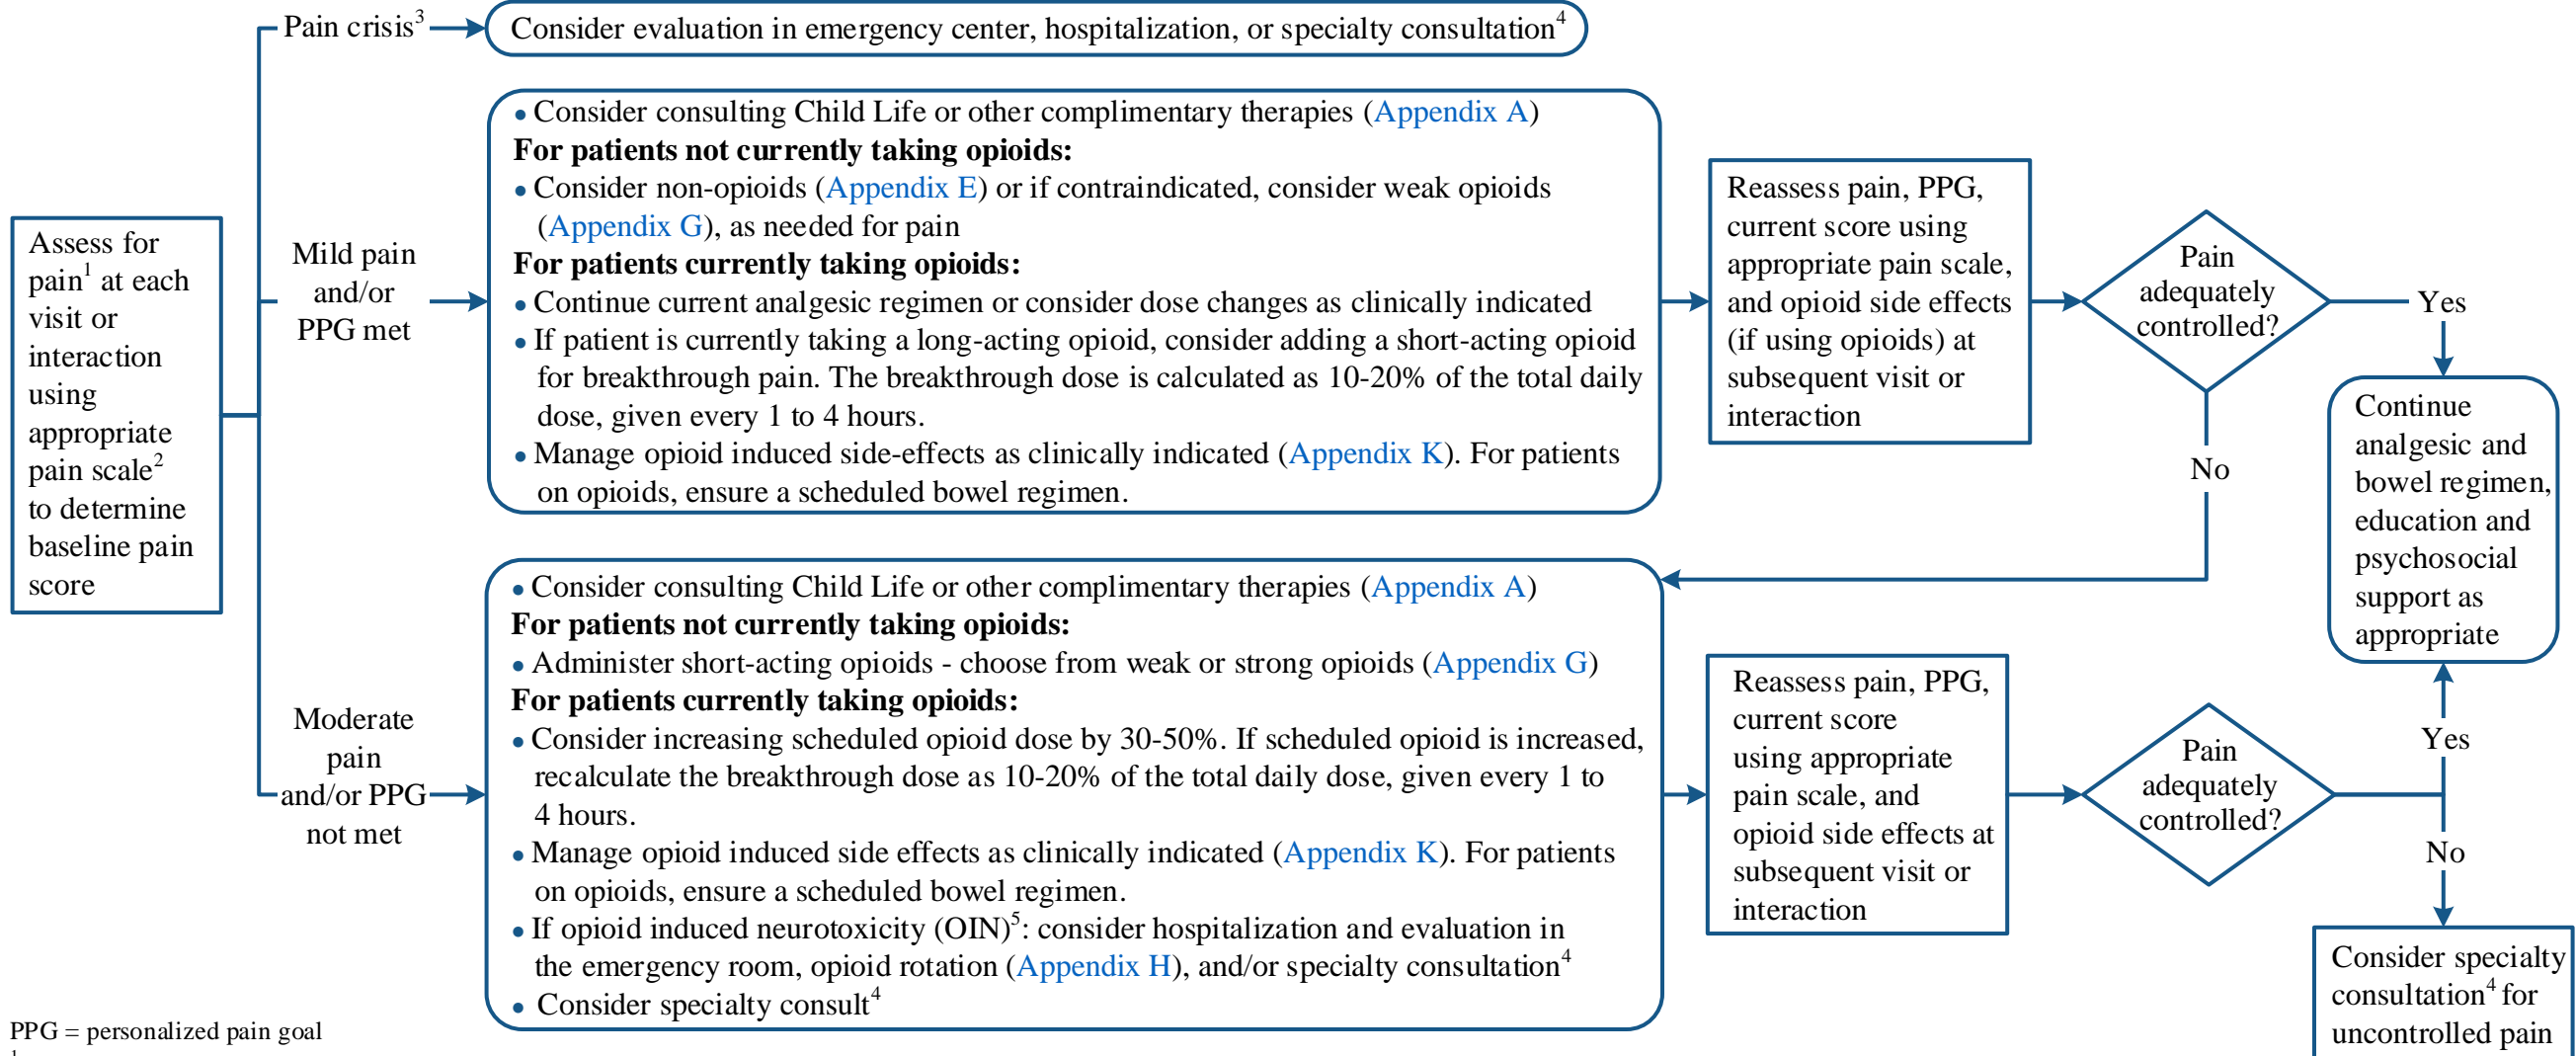 Pain crisis3
Consider evaluation in emergency center, hospitalization, or specialty consultation4
Assess for
pain1 at each
visit or
interaction
using
appropriate
pain scale2
to determine
baseline pain
score
Mild pain
and/or
PPG met
• Consider consulting Child Life or other complimentary therapies (Appendix A)
For patients not currently taking opioids:
• Consider non-opioids (Appendix E) or if contraindicated, consider weak opioids
(Appendix G), as needed for pain
For patients currently taking opioids:
• Continue current analgesic regimen or consider dose changes as clinically indicated
• If patient is currently taking a long-acting opioid, consider adding a short-acting opioid
for breakthrough pain. The breakthrough dose is calculated as 10-20% of the total daily
dose, given every 1 to 4 hours.
• Manage opioid induced side-effects as clinically indicated (Appendix K). For patients
on opioids, ensure a scheduled bowel regimen.
Reassess pain, PPG,
current score using
appropriate pain scale,
and opioid side effects
(if using opioids) at
subsequent visit or
interaction
Pain
adequately
controlled?
Yes
No
Continue
analgesic and
bowel regimen,
education and
psychosocial
support as
appropriate
Moderate
pain
and/or PPG
not met
• Consider consulting Child Life or other complimentary therapies (Appendix A)
For patients not currently taking opioids:
• Administer short-acting opioids - choose from weak or strong opioids (Appendix G)
For patients currently taking opioids:
• Consider increasing scheduled opioid dose by 30-50%. If scheduled opioid is increased,
recalculate the breakthrough dose as 10-20% of the total daily dose, given every 1 to
4 hours.
• Manage opioid induced side effects as clinically indicated (Appendix K). For patients
on opioids, ensure a scheduled bowel regimen.
• If opioid induced neurotoxicity (OIN)5: consider hospitalization and evaluation in
the emergency room, opioid rotation (Appendix H), and/or specialty consultation4
• Consider specialty consult4
Reassess pain, PPG,
current score
using appropriate
pain scale, and
opioid side effects at
subsequent visit or
interaction
Pain
adequately
controlled?
Yes
No
Consider specialty
consultation4 for
uncontrolled pain
PPG = personalized pain goal